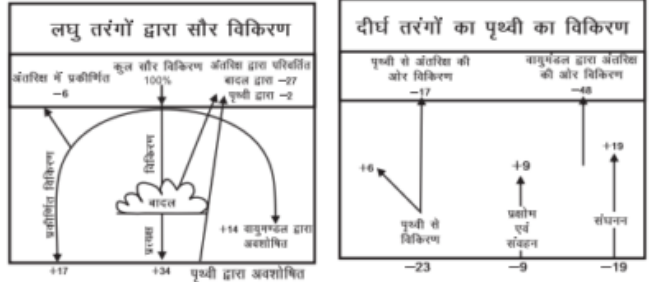 लघु तरंगों द्वारा सौर विकिरण
अंतरिक्ष में प्रकीर्णित
–6
कुल सौर विकिरण
100%
अंतरिक्ष द्वारा परिवर्तित
बादल द्वारा –27
पृथ्वी द्वारा –2
प्रकीर्णित विकिरण
विकिरण
बादल
प्रत्यक्ष
+14 वायुमण्डल द्वारा
अवशोषित
+17
+34
पृथ्वी द्वारा अवशोषित
दीर्घ तरंगों का पृथ्वी का विकिरण
पृथ्वी से अंतरिक्ष की
ओर विकिरण
–17
वायुमंडल द्वारा अंतरिक्ष
की ओर विकिरण
–48
+6
+9
+19
पृथ्वी से
विकिरण
प्रक्षोभ
एवं
संवहन
संघनन
–23
–9
–19